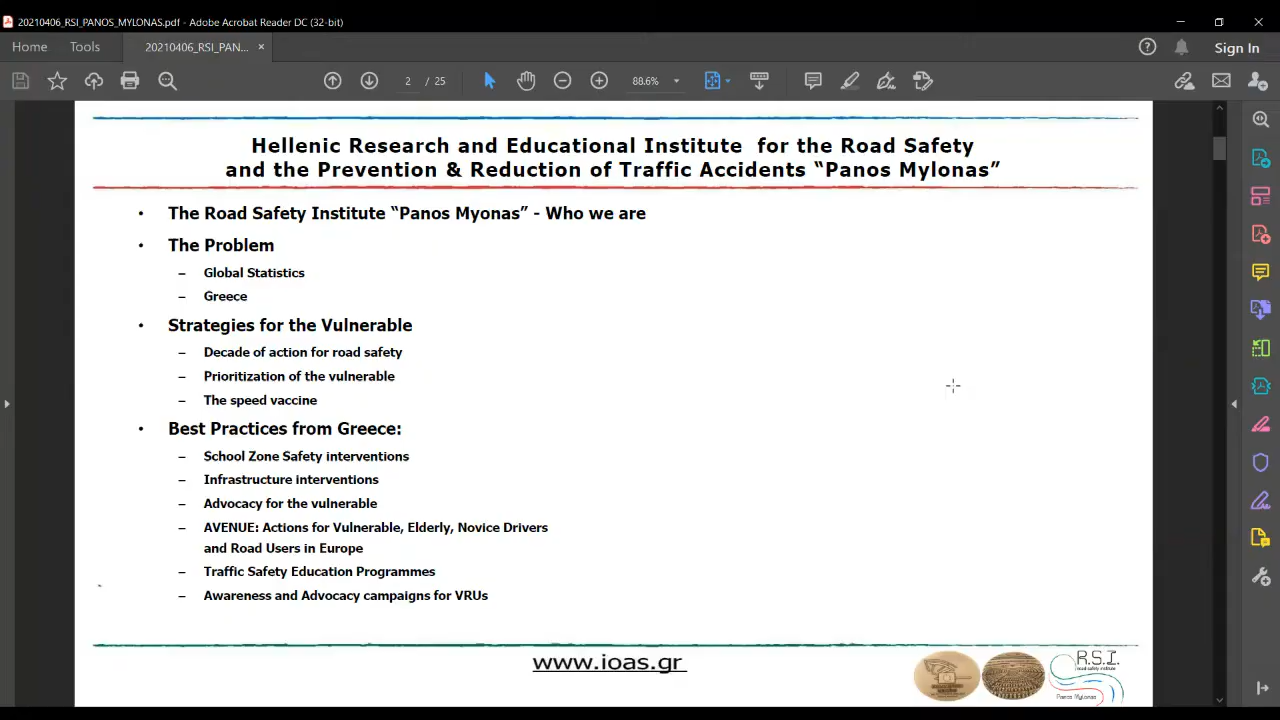 20210406_RSI_PANOS_MYLONAS.pdf - Adobe Acrobat Reader DC (32-bit)
Home Tools 20210406_RSI_PAN... × Sign In
2 / 25 88.6%
Hellenic Research and Educational Institute for the Road Safety
and the Prevention & Reduction of Traffic Accidents “Panos Mylonas”
• The Road Safety Institute “Panos Myonas” - Who we are
• The Problem
– Global Statistics
– Greece
• Strategies for the Vulnerable
– Decade of action for road safety
– Prioritization of the vulnerable
– The speed vaccine
• Best Practices from Greece:
– School Zone Safety interventions
– Infrastructure interventions
– Advocacy for the vulnerable
– AVENUE: Actions for Vulnerable, Elderly, Novice Drivers
and Road Users in Europe
– Traffic Safety Education Programmes
– Awareness and Advocacy campaigns for VRUs
www.ioas.gr
R.S.I.
road safety institute
Panos Mylonas